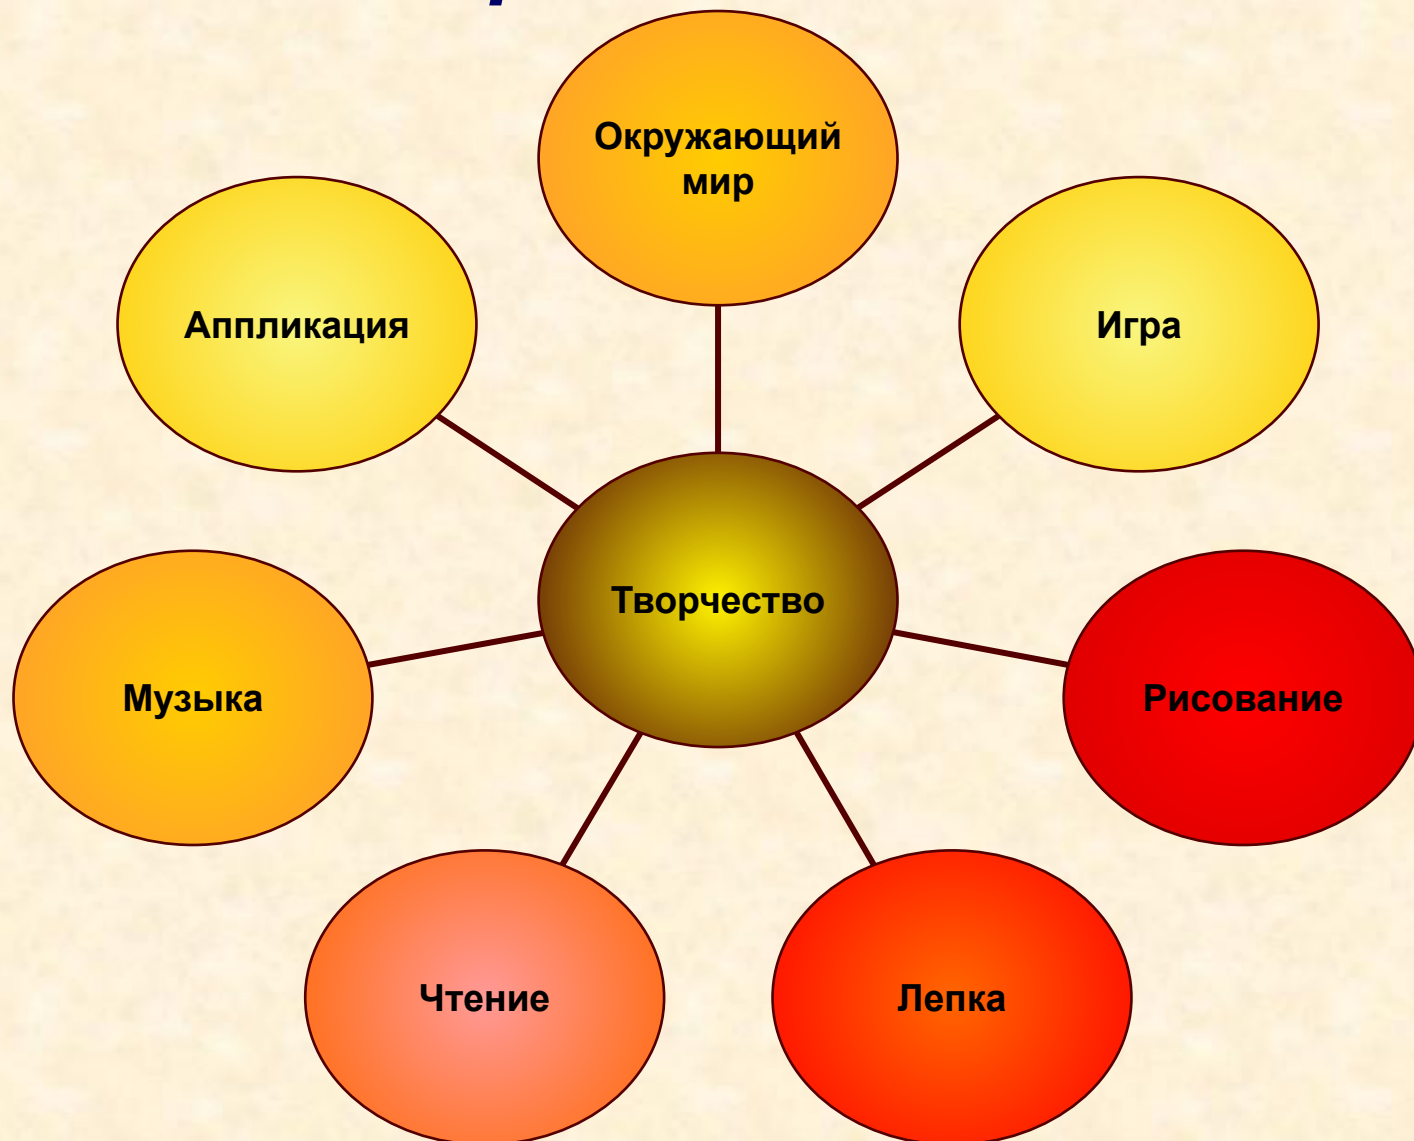 Окружающий
мир
Аппликация
Игра
Творчество
Музыка
Рисование
Чтение
Лепка